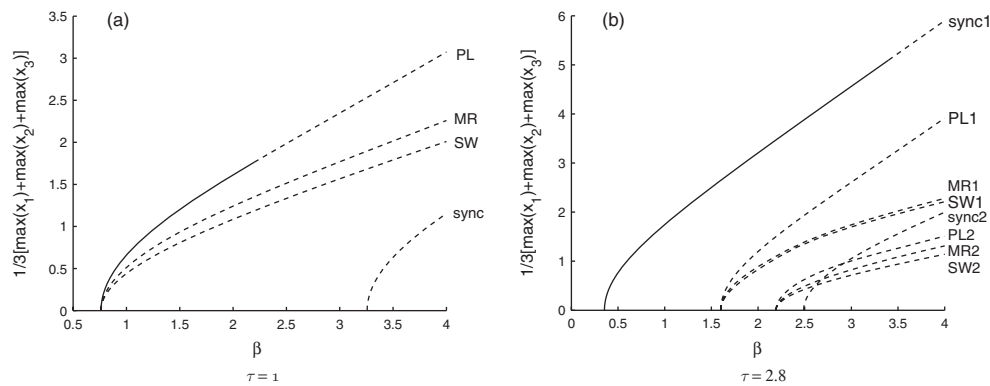 (a)
1/3[max(x1)+max(x2)+max(x3)]
3.5
3
2.5
2
1.5
1
0.5
0
PL
MR
SW
sync
0.5 1 1.5 2 2.5 3 3.5 4
β
τ = 1
(b)
1/3[max(x1)+max(x2)+max(x3)]
6
5
4
3
2
1
0
sync1
PL1
MR1
SW1
sync2
PL2
MR2
SW2
0 0.5 1 1.5 2 2.5 3 3.5 4
β
τ = 2.8